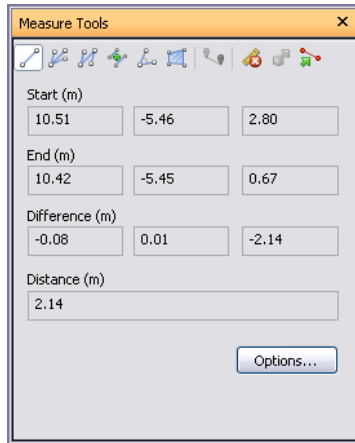 Measure Tools
Start (m)
10.51 -5.46 2.80
End (m)
10.42 -5.45 0.67
Difference (m)
-0.08 0.01 -2.14
Distance (m)
2.14
Options...